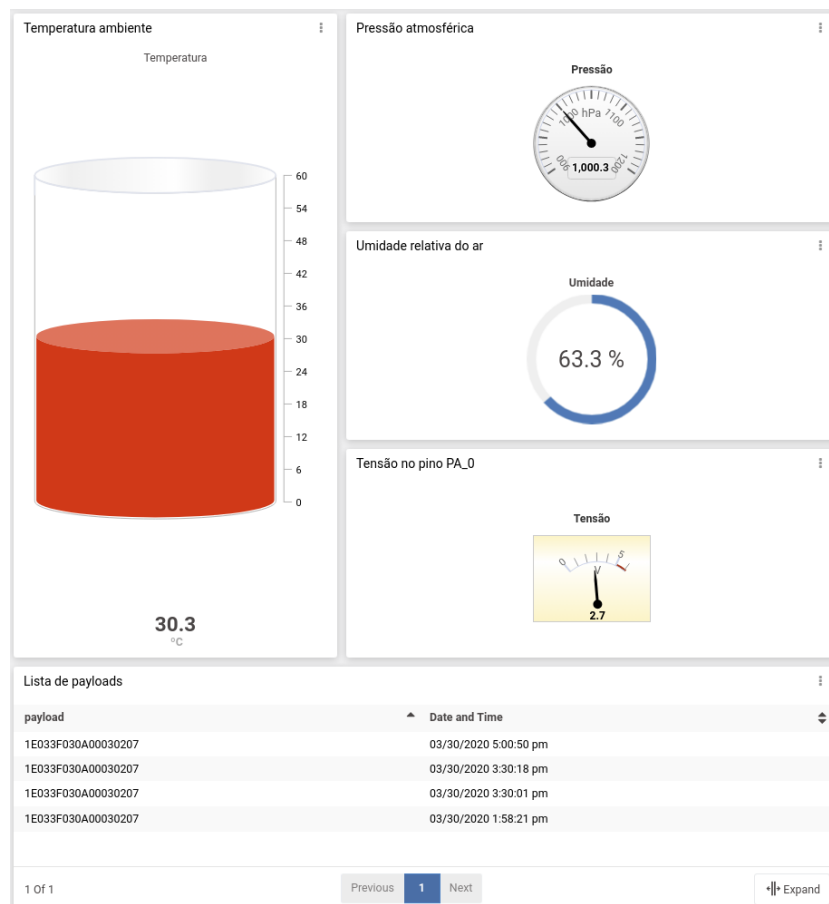 Temperatura ambiente
Temperatura
60
54
48
42
36
30
24
18
12
6
0
30.3
ºC
Pressão atmosférica
Pressão
900
1000
1100
1200
hPa
1,000.3
Umidade relativa do ar
Umidade
63.3 %
Tensão no pino PA_0
Tensão
0
5
V
2.7
Lista de payloads
payload Date and Time
1E033F030A00030207 03/30/2020 5:00:50 pm
1E033F030A00030207 03/30/2020 3:30:18 pm
1E033F030A00030207 03/30/2020 3:30:01 pm
1E033F030A00030207 03/30/2020 1:58:21 pm
1 Of 1 Previous 1 Next Expand